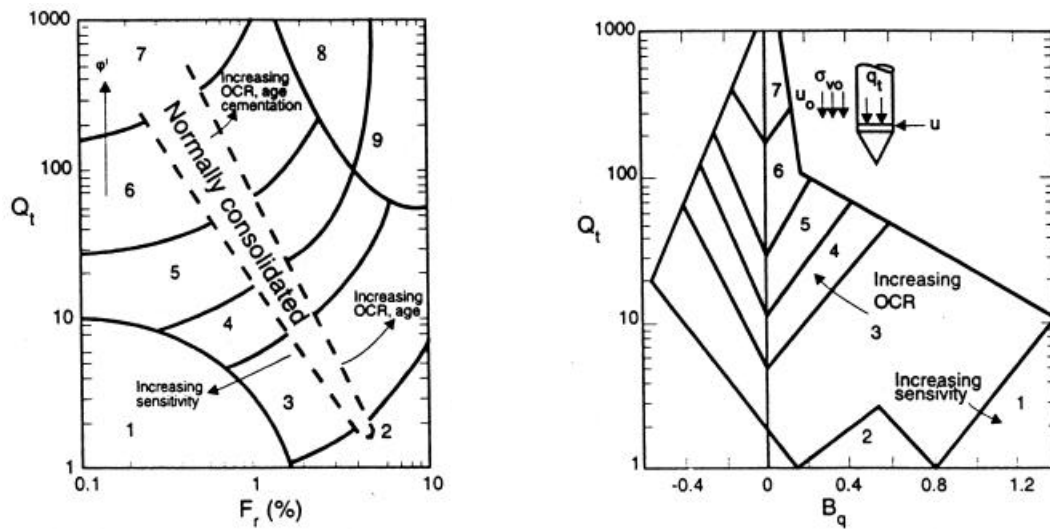 1000
7
8
φ'
Increasing
OCR, age
cementation
9
100
Normally consolidated
6
Q_t
5
10
4
Increasing
OCR, age
Increasing
sensitivity
3
1
2
1
0.1
1
10
F_r (%)
1000
7
σ_vo
q_t
u_o
u
100
6
Q_t
5
4
Increasing
OCR
10
3
Increasing
sensivity
1
2
1
-0.4
0
0.4
0.8
1.2
B_q